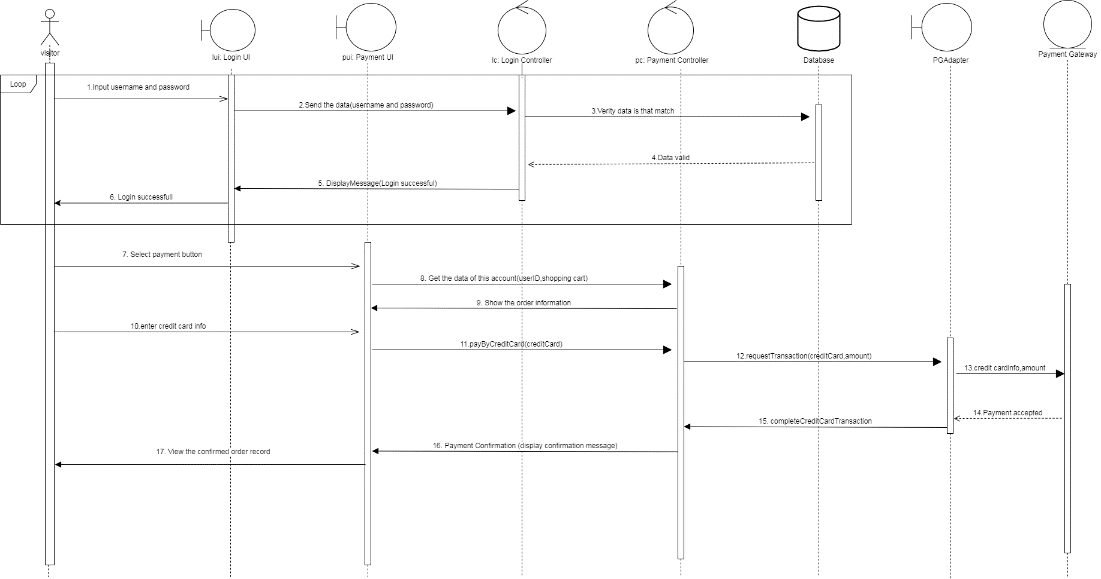 visitor
lui: Login UI
pui: Payment UI
lc: Login Controller
pc: Payment Controller
Database
PGAdapter
Payment Gateway
Loop
1.Input username and password
2.Send the data(username and password)
3.Verity data is that match
4.Data valid
5. DisplayMessage(Login successful)
6. Login successfull
7. Select payment button
8. Get the data of this account(userID,shopping cart)
9. Show the order information
10.enter credit card info
11.payByCreditCard(creditCard)
12.requestTransaction(creditCard,amount)
13.credit cardInfo,amount
14.Payment accepted
15. completeCreditCardTransaction
16. Payment Confirmation (display confirmation message)
17. View the confirmed order record